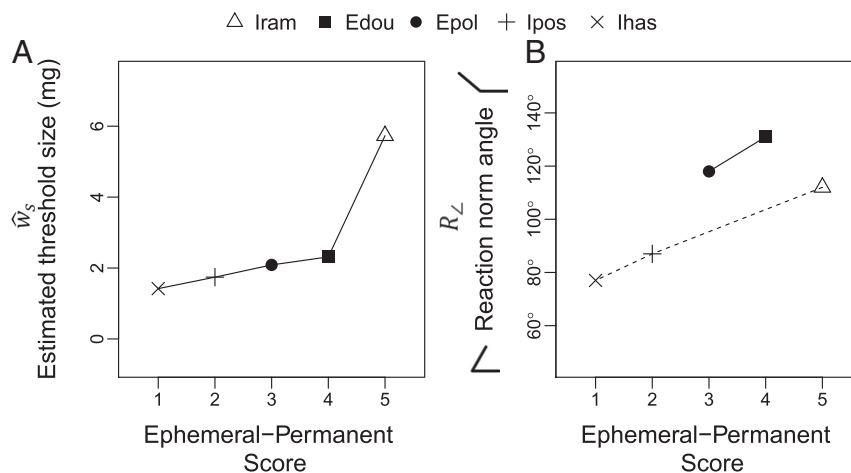 Iram Edou Epol Ipos Ihas
A
ŵs
Estimated threshold size (mg)
6
4
2
0
1 2 3 4 5
Ephemeral−Permanent
Score
B
R∠
Reaction norm angle
140°
120°
100°
80°
60°
1 2 3 4 5
Ephemeral−Permanent
Score